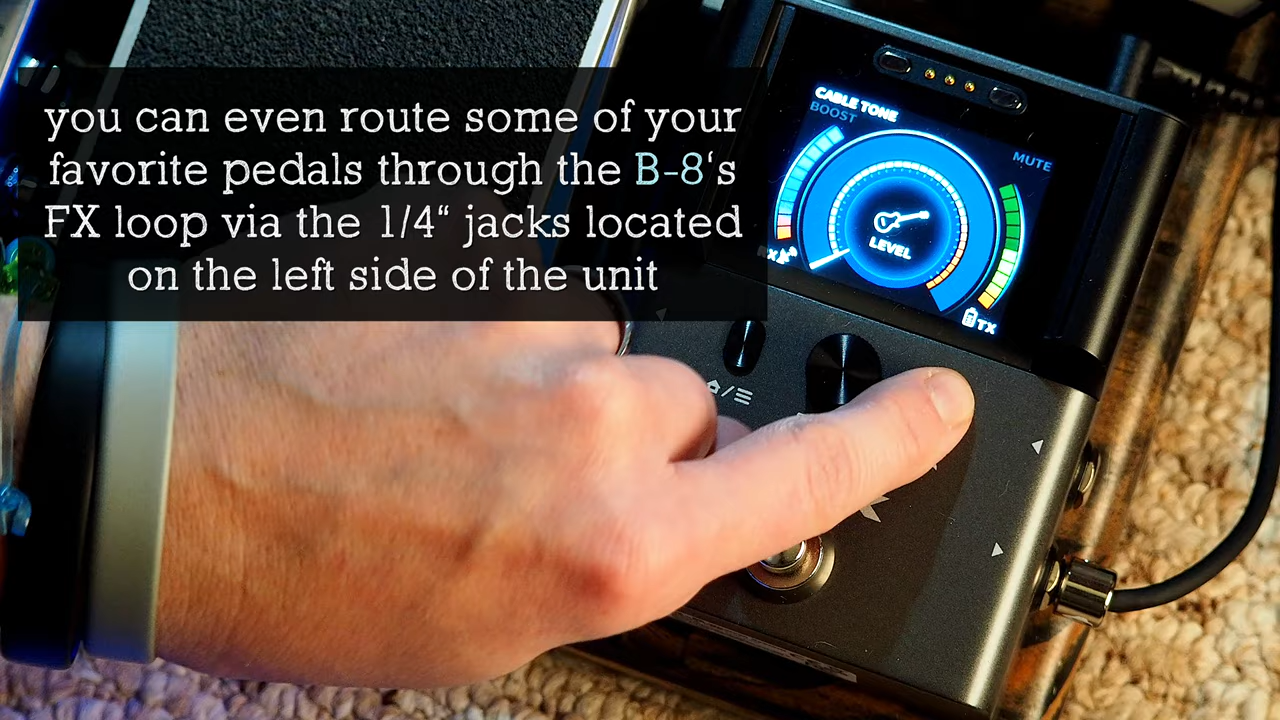 you can even route some of your
favorite pedals through the B-8‘s
FX loop via the 1/4“ jacks located
on the left side of the unit
CABLE TONE
BOOST
MUTE
LEVEL
RX
TX